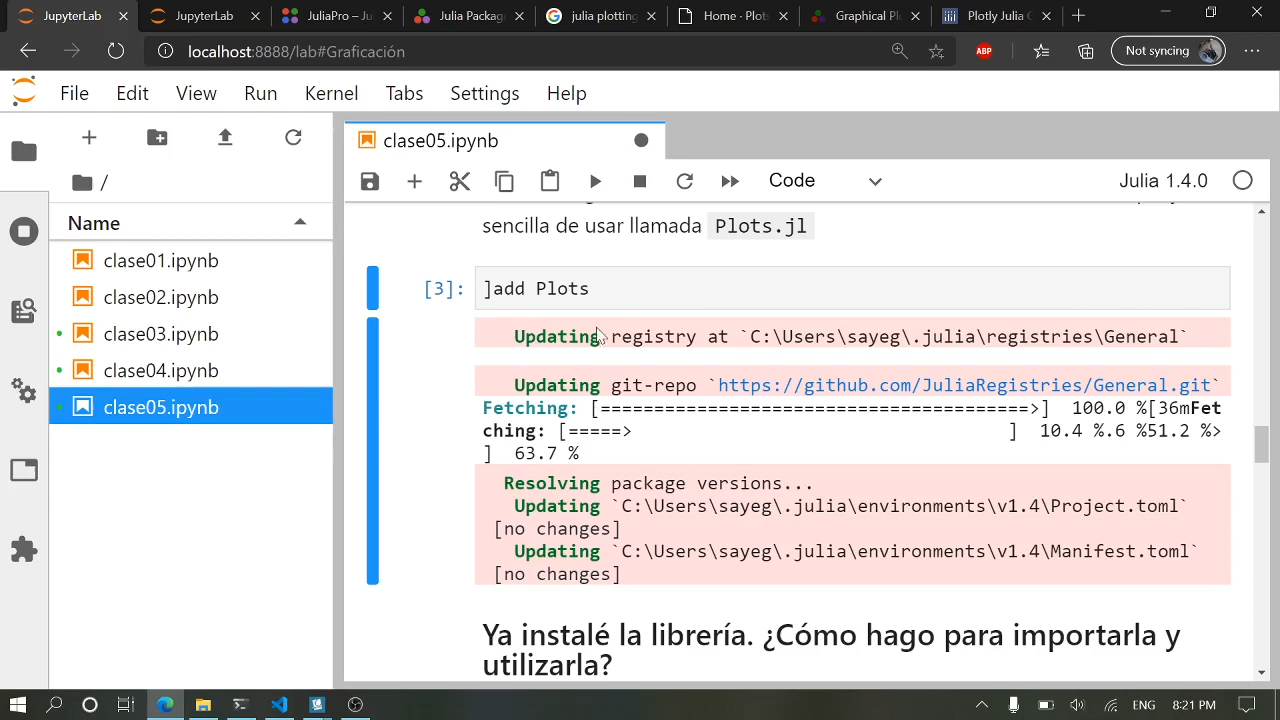 JupyterLab
JupyterLab
JuliaPro –
Julia Packag
julia plotting
Home · Plots
Graphical Pl
Plotly Julia G
localhost:8888/lab#Graficación
ABP
Not syncing
File
Edit
View
Run
Kernel
Tabs
Settings
Help
clase05.ipynb
/
Code
Julia 1.4.0
Name
clase01.ipynb
clase02.ipynb
clase03.ipynb
clase04.ipynb
clase05.ipynb
sencilla de usar llamada Plots.jl
[3]: ]add Plots
Updating registry at `C:\Users\sayeg\.julia\registries\General`
Updating git-repo `https://github.com/JuliaRegistries/General.git`
Fetching: [========================================>] 100.0 %[36mFet
ching: [=====> ] 10.4 %.6 %51.2 %>
] 63.7 %
Resolving package versions...
Updating `C:\Users\sayeg\.julia\environments\v1.4\Project.toml`
[no changes]
Updating `C:\Users\sayeg\.julia\environments\v1.4\Manifest.toml`
[no changes]
Ya instalé la librería. ¿Cómo hago para importarla y
utilizarla?
ENG
8:21 PM